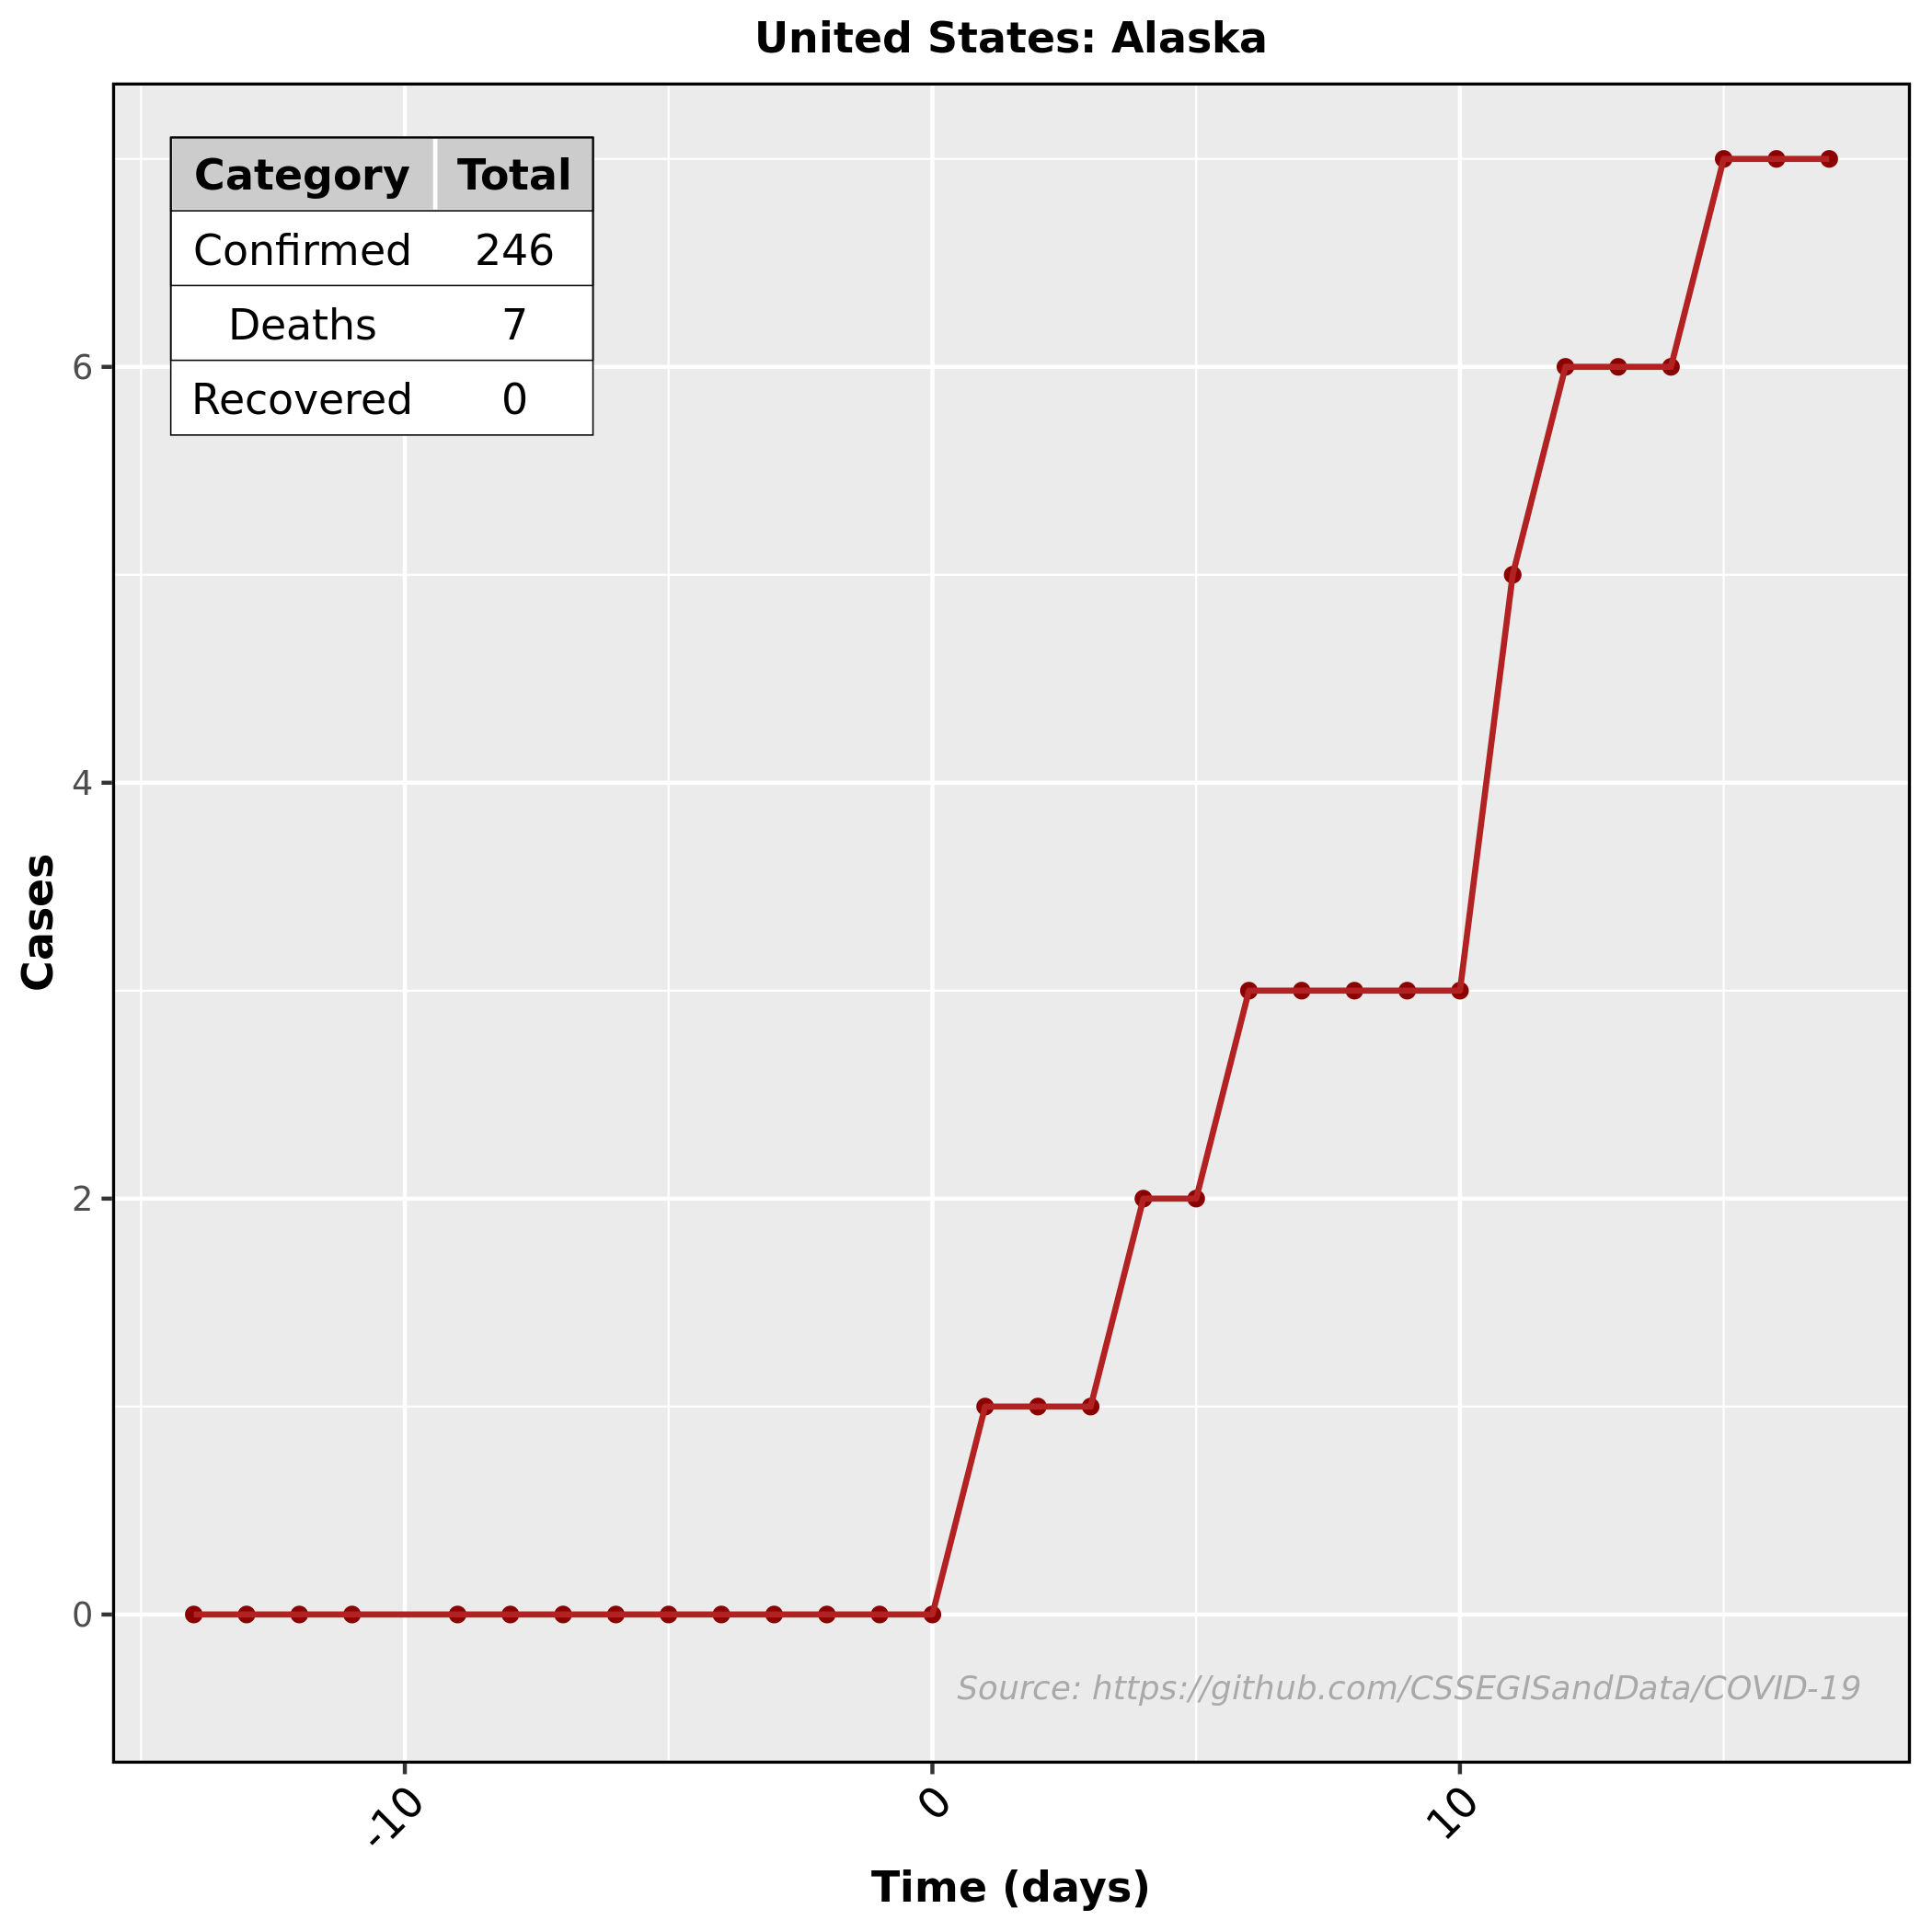 United States: Alaska
Category Total
Confirmed 246
Deaths 7
Recovered 0
6
4
2
0
Cases
Source: https://github.com/CSSEGISandData/COVID-19
-10 0 10
Time (days)